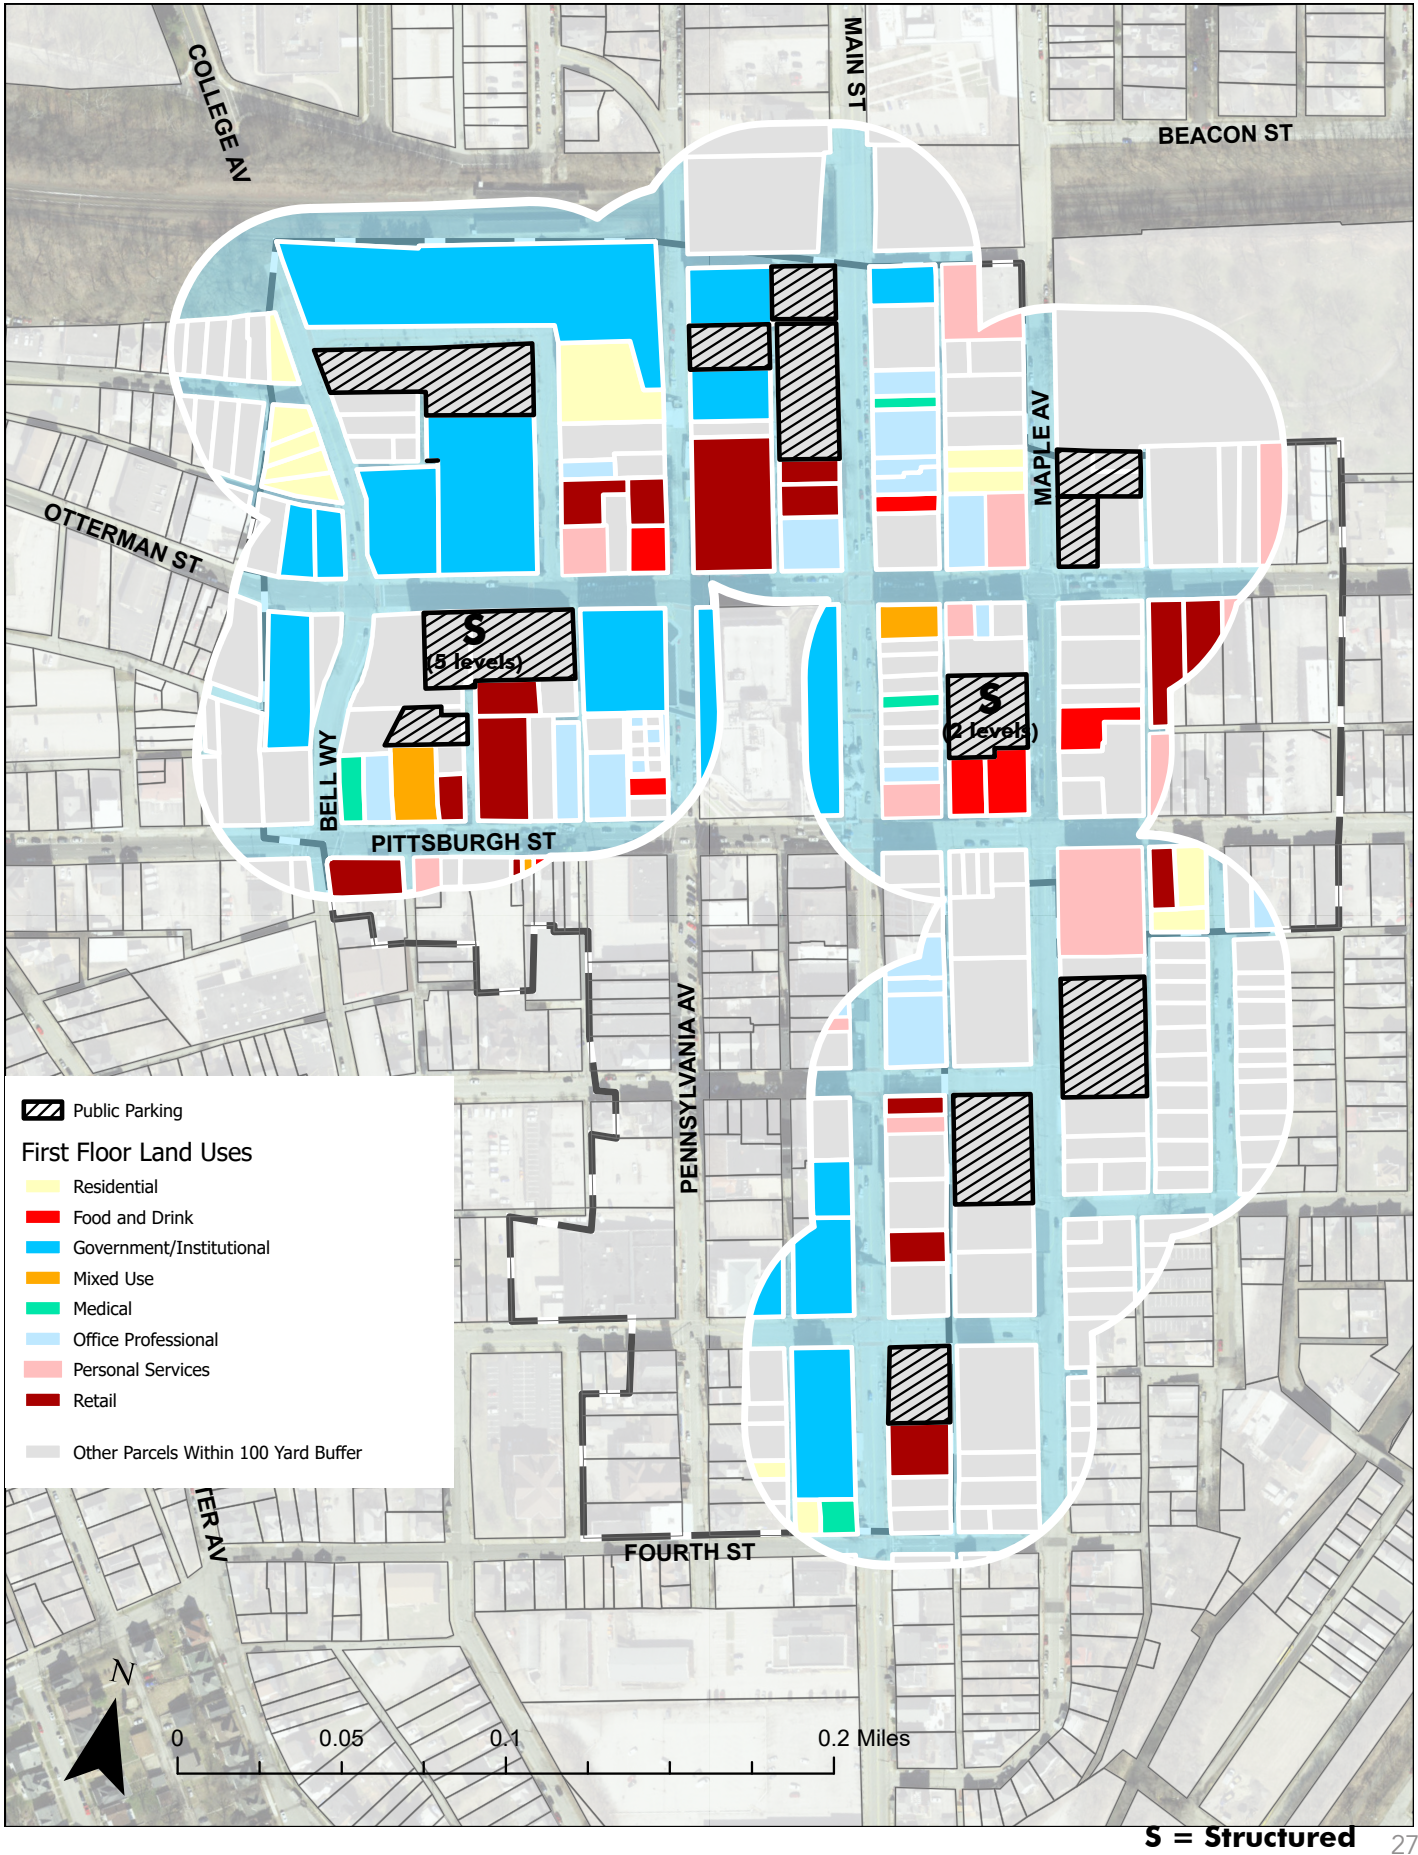 COLLEGE AV
MAIN ST
BEACON ST
MAPLE AV
OTTERMAN ST
S
(5 levels)
S
(2 levels)
BELL WY
PITTSBURGH ST
PENNSYLVANIA AV
Public Parking
First Floor Land Uses
Residential
Food and Drink
Government/Institutional
Mixed Use
Medical
Office Professional
Personal Services
Retail
Other Parcels Within 100 Yard Buffer
TER AV
FOURTH ST
N
0 0.05 0.1 0.2 Miles
S = Structured 27